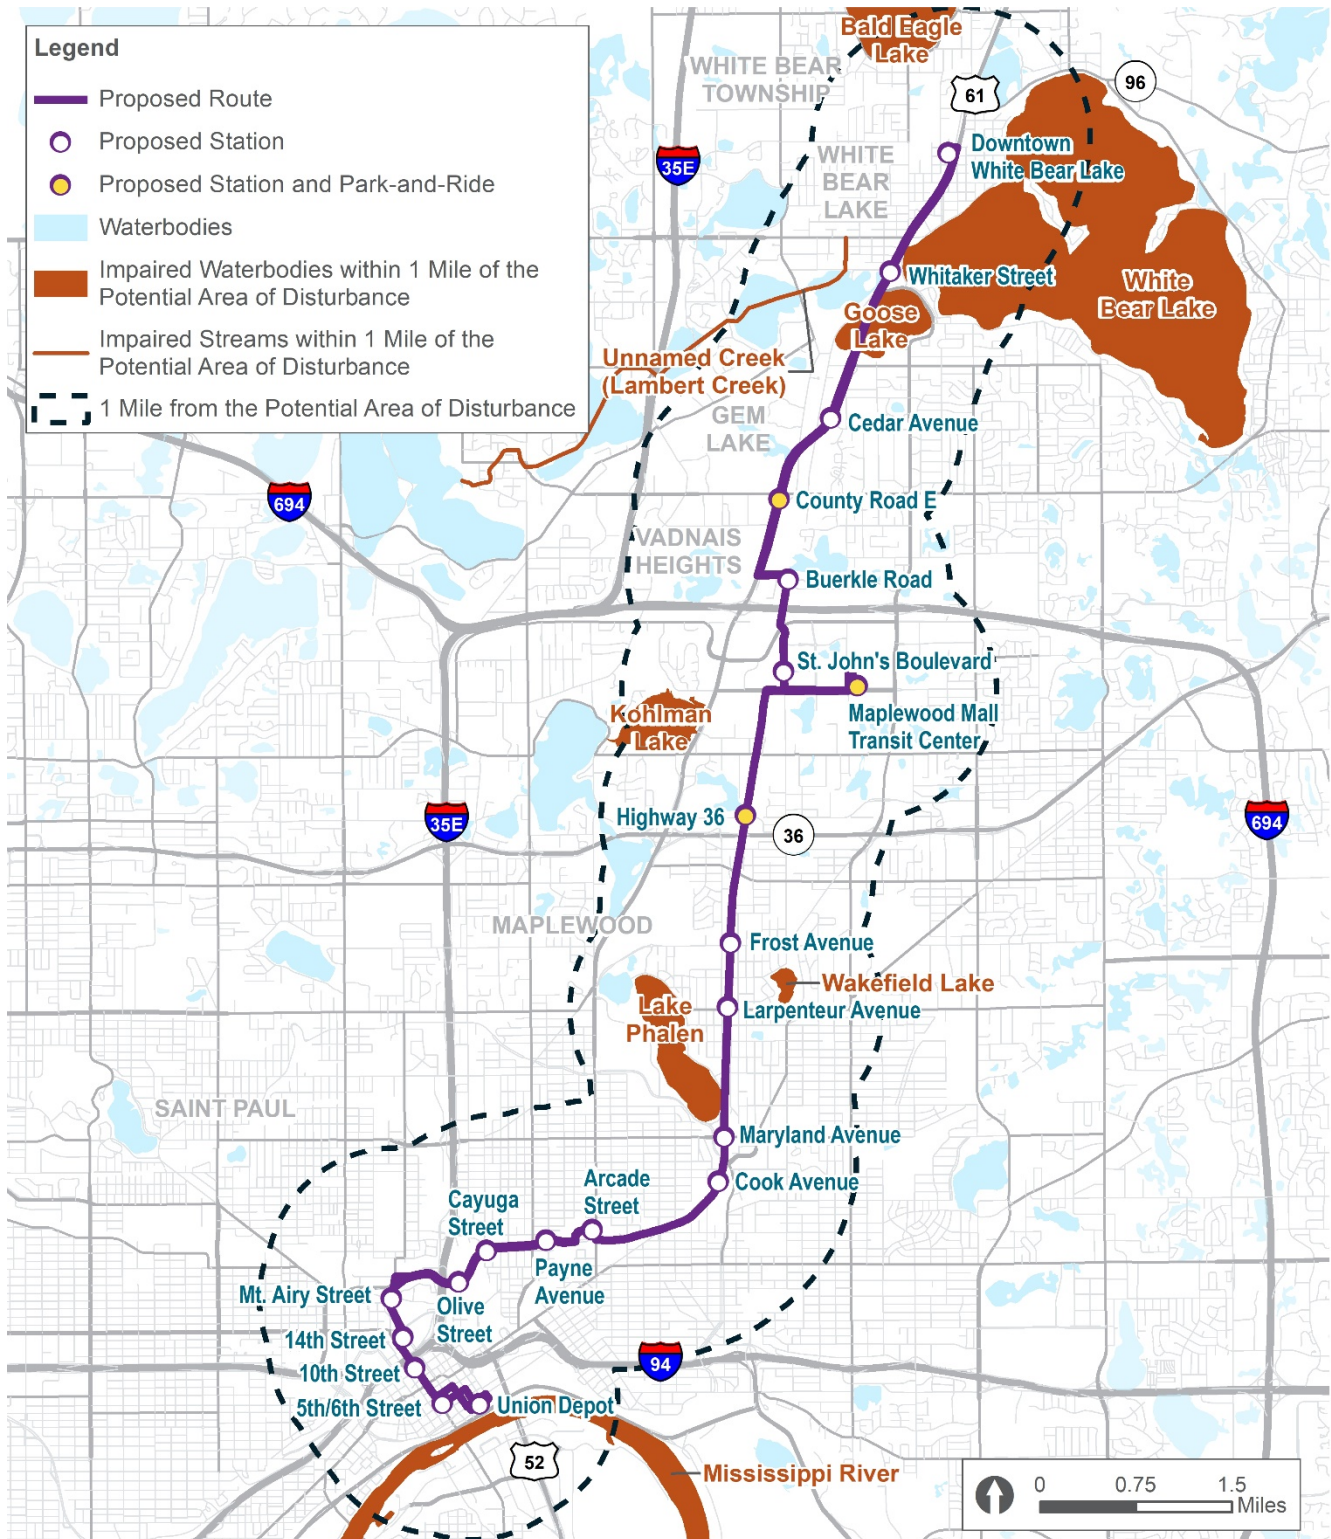 Legend
Proposed Route
Proposed Station
Proposed Station and Park-and-Ride
Waterbodies
Impaired Waterbodies within 1 Mile of the
Potential Area of Disturbance
Impaired Streams within 1 Mile of the
Potential Area of Disturbance
1 Mile from the Potential Area of Disturbance
Bald Eagle
Lake
WHITE BEAR
TOWNSHIP
61
96
35E
WHITE
BEAR
LAKE
Downtown
White Bear Lake
Whitaker Street
White
Bear Lake
Goose
Lake
Unnamed Creek
(Lambert Creek)
GEM
LAKE
Cedar Avenue
694
County Road E
VADNAIS
HEIGHTS
Buerkle Road
St. John's Boulevard
Kohlman
Lake
Maplewood Mall
Transit Center
35E
Highway 36
36
694
MAPLEWOOD
Frost Avenue
Wakefield Lake
Lake
Phalen
Larpenteur Avenue
SAINT PAUL
Maryland Avenue
Cook Avenue
Arcade
Street
Cayuga
Street
Payne
Avenue
Mt. Airy Street
Olive
Street
14th Street
10th Street
94
5th/6th Street
Union Depot
52
Mississippi River
0
0.75
1.5
Miles